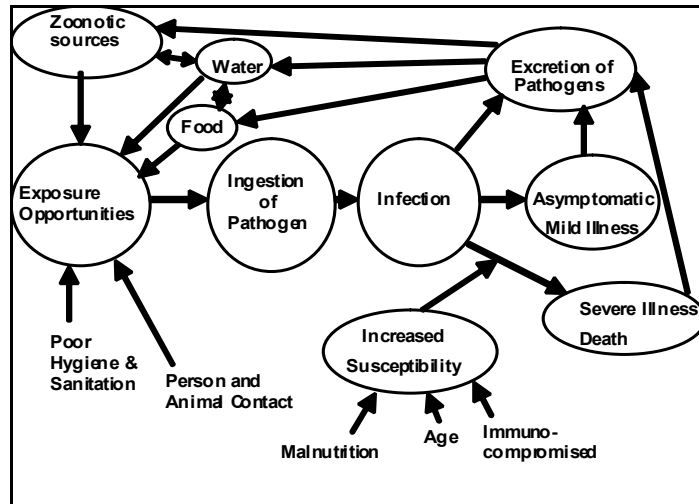 Zoonotic
sources
Water
Food
Excretion of
Pathogens
Exposure
Opportunities
Ingestion
of
Pathogen
Infection
Asymptomatic
Mild Illness
Severe Illness
Death
Increased
Susceptibility
Poor
Hygiene &
Sanitation
Person and
Animal Contact
Malnutrition
Age
Immuno-
compromised